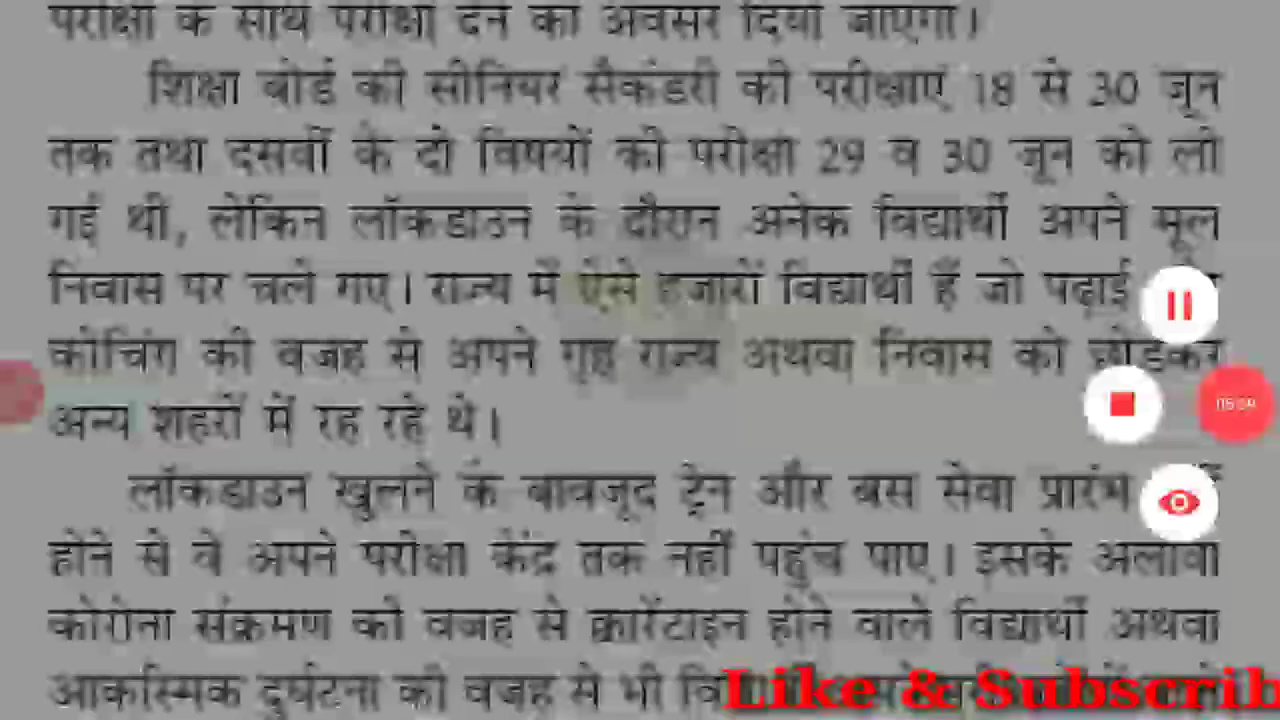 परीक्षा के साथ परीक्षा देने का अवसर दिया जाएगा।
शिक्षा बोर्ड की सीनियर सैकंडरी की परीक्षाएं 18 से 30 जून
तक तथा दसवीं के दो विषयों की परीक्षा 29 व 30 जून को ली
गई थी, लेकिन लॉकडाउन के दौरान अनेक विद्यार्थी अपने मूल
निवास पर चले गए। राज्य में ऐसे हजारों विद्यार्थी हैं जो पढ़ाई
कोचिंग की वजह से अपने गृह राज्य अथवा निवास को छोड़कर
अन्य शहरों में रह रहे थे।
लॉकडाउन खुलने के बावजूद ट्रेन और बस सेवा प्रारंभ
होने से वे अपने परीक्षा केंद्र तक नहीं पहुंच पाए। इसके अलावा
कोरोना संक्रमण की वजह से क्वारेंटाइन होने वाले विद्यार्थी अथवा
आकस्मिक दुर्घटना की वजह से भी
Like & Subscrib